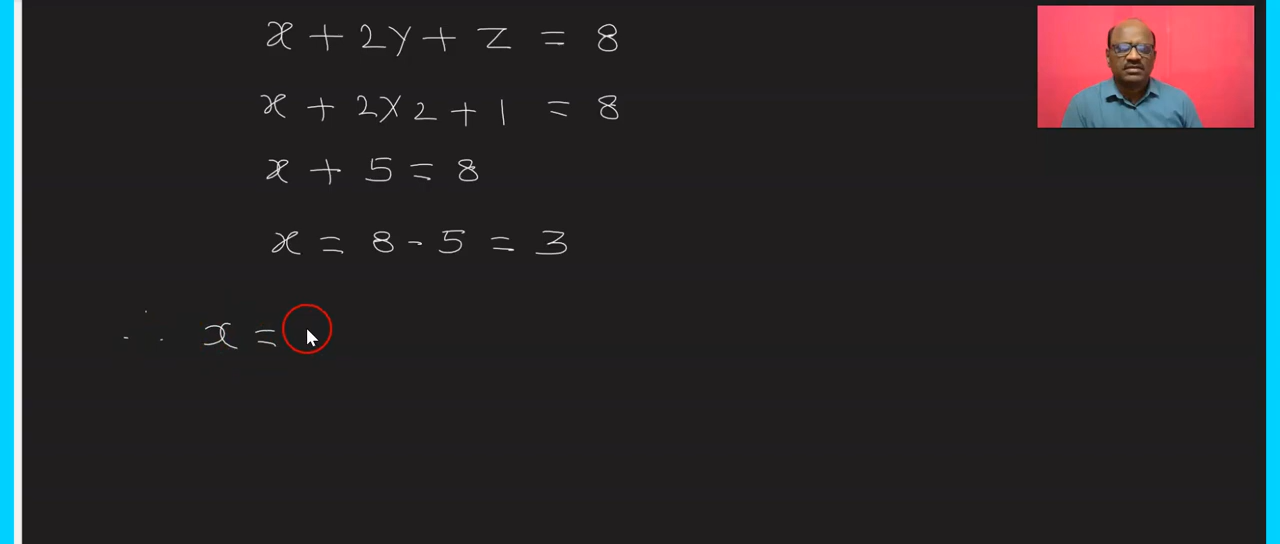 x + 2y + z = 8
x + 2×2 + 1 = 8
x + 5 = 8
x = 8 - 5 = 3
∴ x =